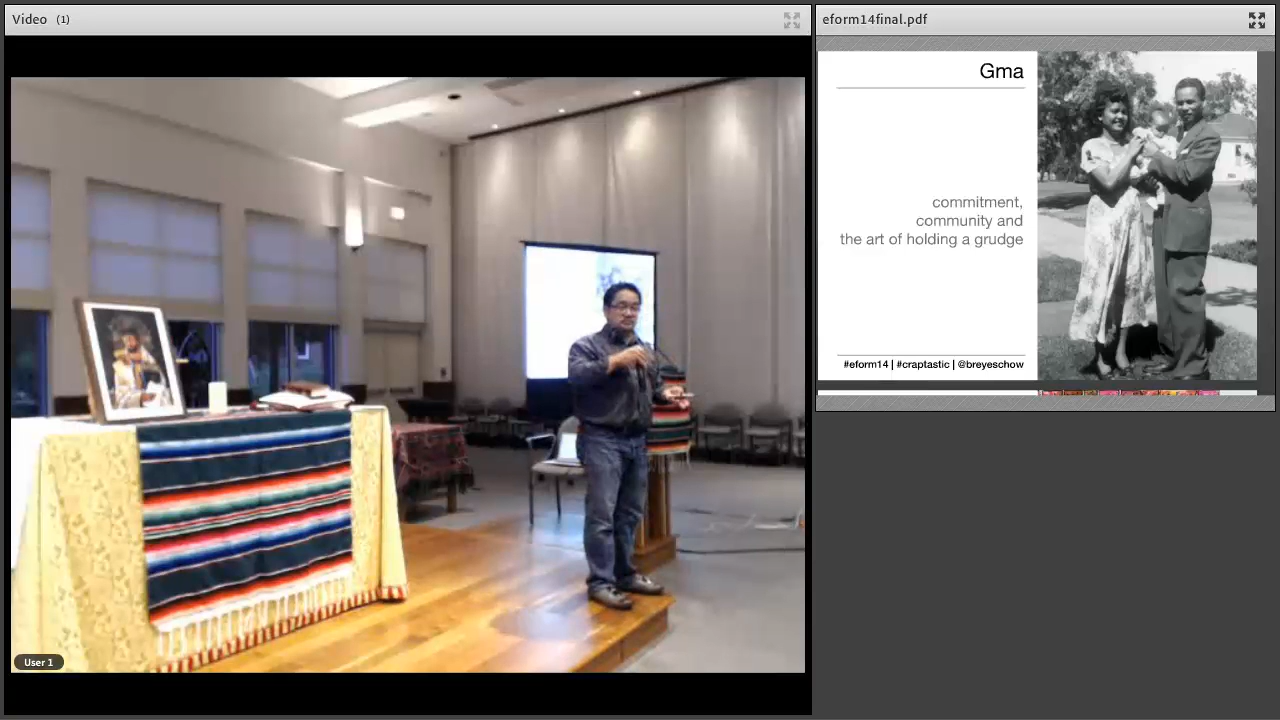 Video (1)
eform14final.pdf
Gma
commitment,
community and
the art of holding a grudge
#eform14 | #craptastic | @breyeschow
User 1